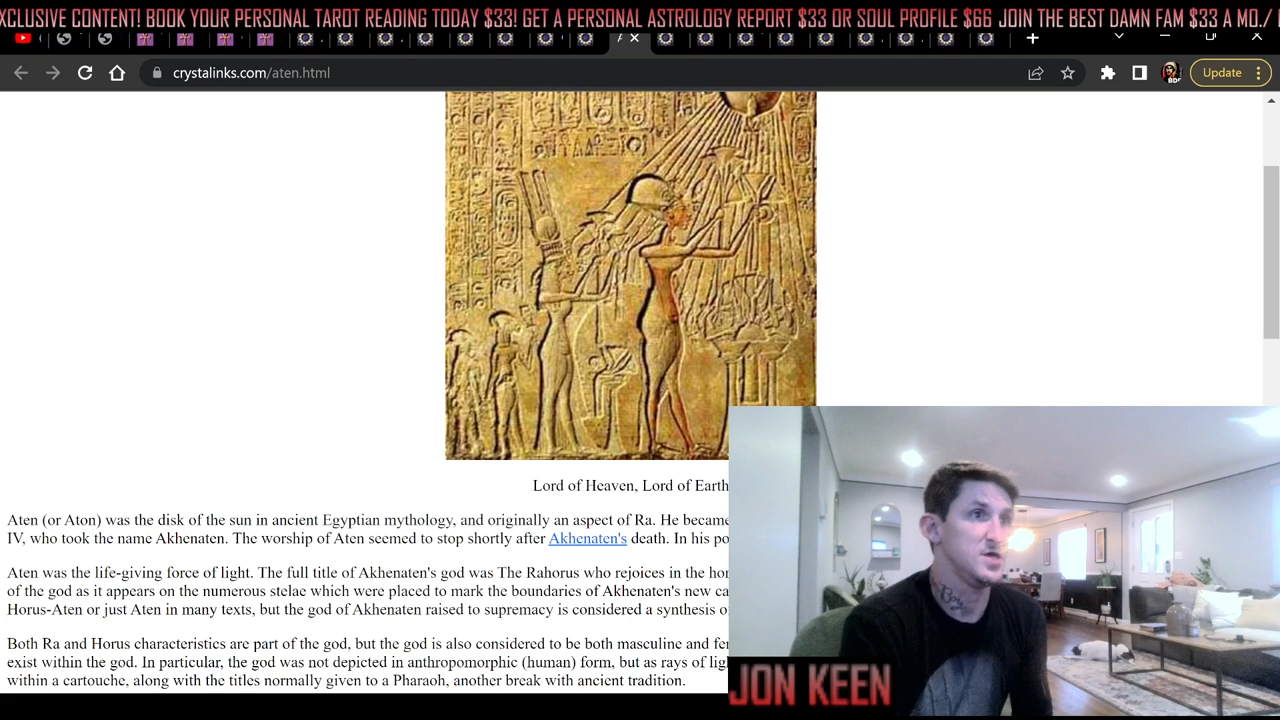 XCLUSIVE CONTENT! BOOK YOUR PERSONAL TAROT READING TODAY $33! GET A PERSONAL ASTROLOGY REPORT $33 OR SOUL PROFILE $66 JOIN THE BEST DAMN FAM $33 A MO./
crystalinks.com/aten.html
Update
Lord of Heaven, Lord of Earth
Aten (or Aton) was the disk of the sun in ancient Egyptian mythology, and originally an aspect of Ra. He became
IV, who took the name Akhenaten. The worship of Aten seemed to stop shortly after Akhenaten's death. In his po
Aten was the life-giving force of light. The full title of Akhenaten's god was The Rahorus who rejoices in the hor
of the god as it appears on the numerous stelae which were placed to mark the boundaries of Akhenaten's new ca
Horus-Aten or just Aten in many texts, but the god of Akhenaten raised to supremacy is considered a synthesis o
Both Ra and Horus characteristics are part of the god, but the god is also considered to be both masculine and fe
exist within the god. In particular, the god was not depicted in anthropomorphic (human) form, but as rays of lig
within a cartouche, along with the titles normally given to a Pharaoh, another break with ancient tradition.
JON KEEN